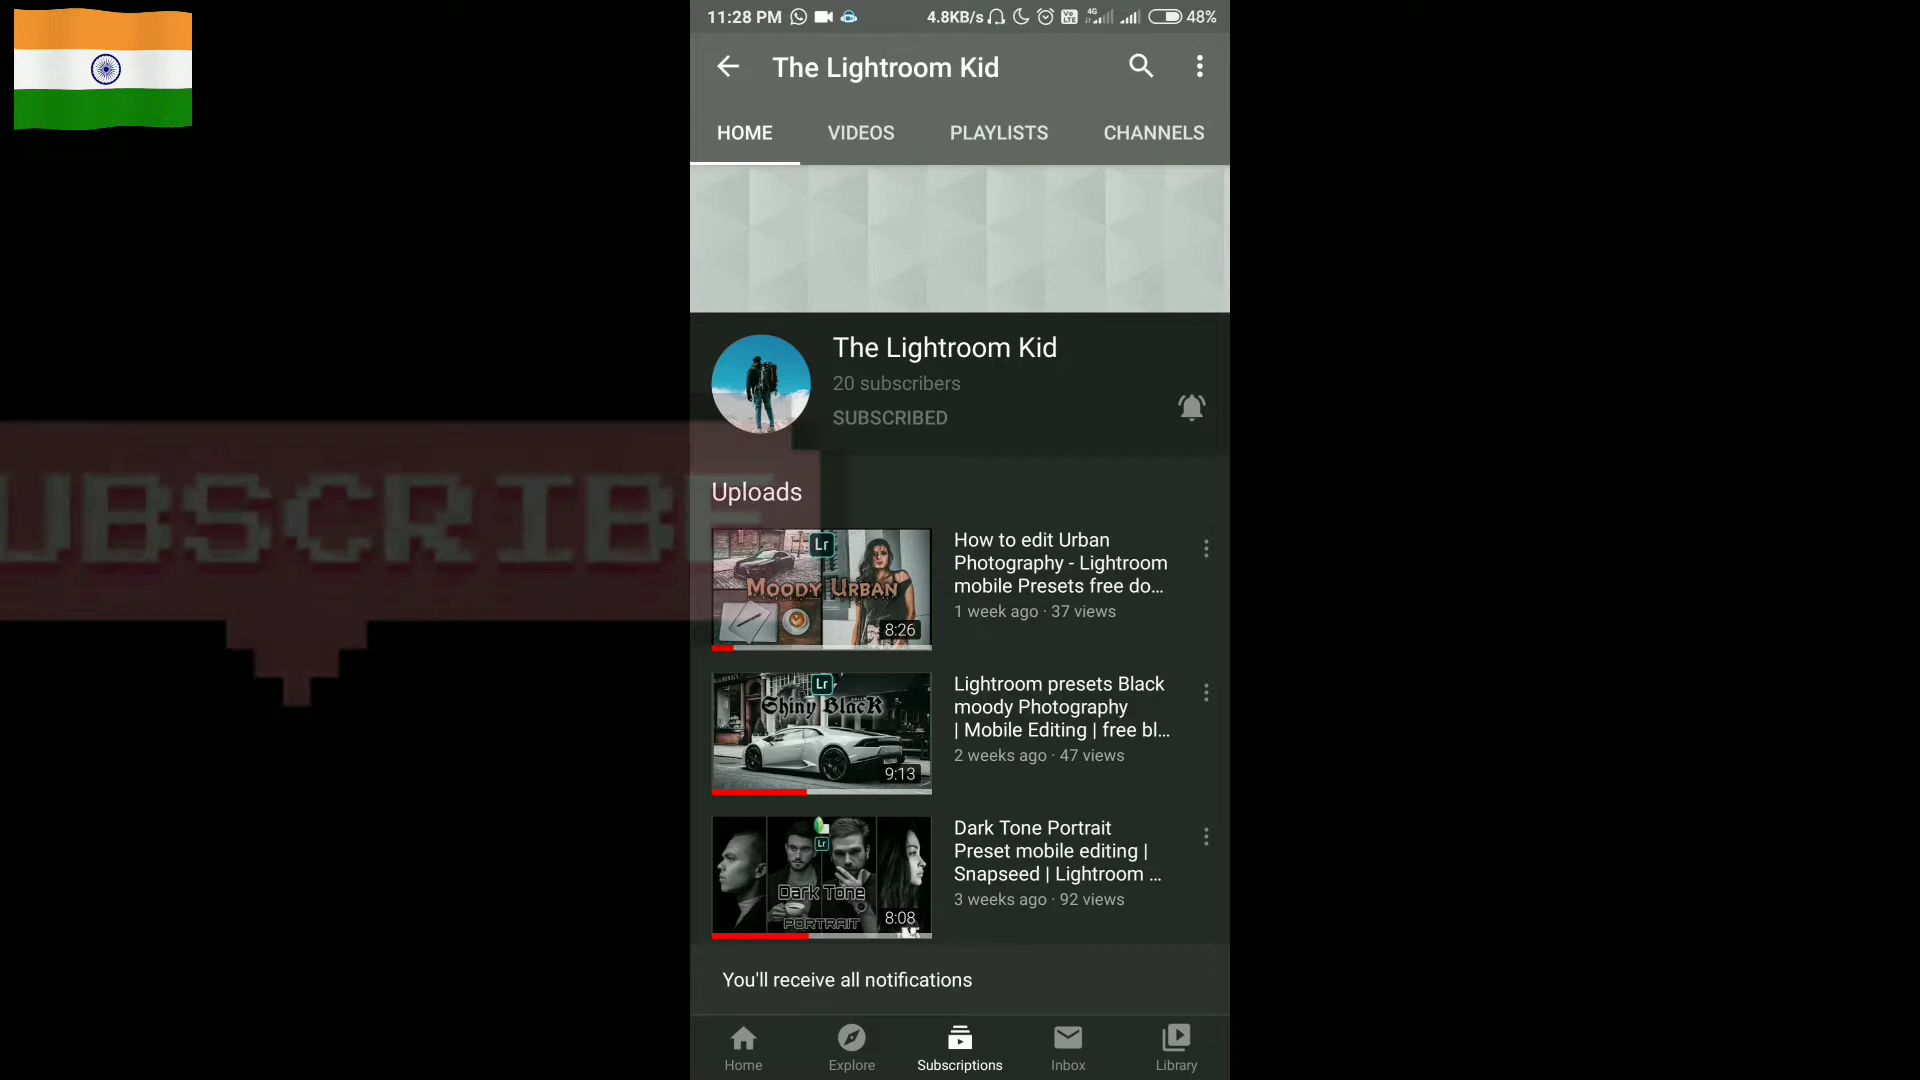 11:28 PM 4.8KB/s Vo LTE 4G 48%
The Lightroom Kid
HOME VIDEOS PLAYLISTS CHANNELS
The Lightroom Kid
20 subscribers
SUBSCRIBED
UBSCRIBE
Uploads
Lr
MOODY URBAN
8:26
How to edit Urban
Photography - Lightroom
mobile Presets free do...
1 week ago · 37 views
Lr
Shiny Black
9:13
Lightroom presets Black
moody Photography
| Mobile Editing | free bl...
2 weeks ago · 47 views
Lr
Dark Tone
PORTRAIT
8:08
Dark Tone Portrait
Preset mobile editing |
Snapseed | Lightroom ...
3 weeks ago · 92 views
You'll receive all notifications
Home Explore Subscriptions Inbox Library